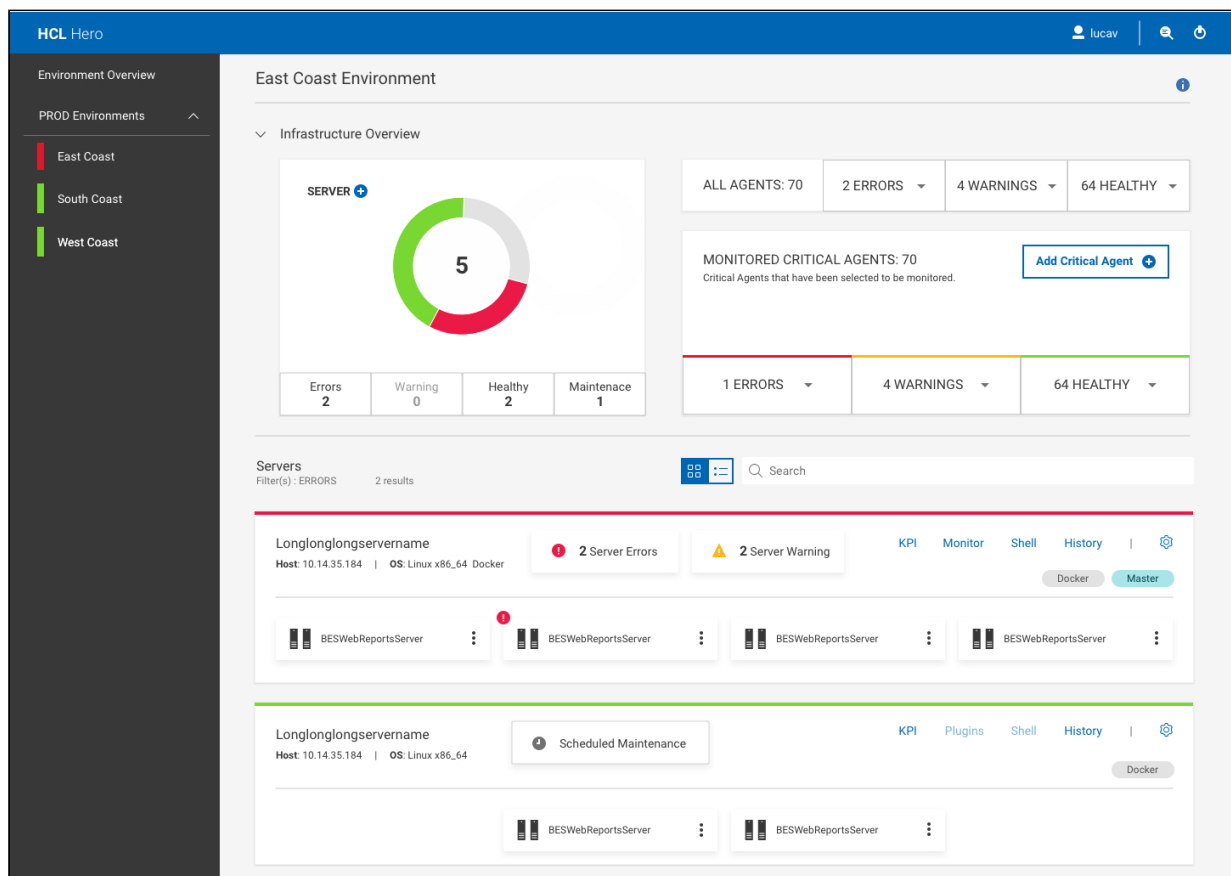 HCL Hero
lucav
Environment Overview
PROD Environments
East Coast
South Coast
West Coast
East Coast Environment
Infrastructure Overview
SERVER
5
Errors
2
Warning
0
Healthy
2
Maintenace
1
ALL AGENTS: 70
2 ERRORS
4 WARNINGS
64 HEALTHY
MONITORED CRITICAL AGENTS: 70
Critical Agents that have been selected to be monitored.
Add Critical Agent
1 ERRORS
4 WARNINGS
64 HEALTHY
Servers
Filter(s) : ERRORS 2 results
Search
Longlonglongservername
Host: 10.14.35.184 | OS: Linux x86_64 Docker
2 Server Errors
2 Server Warning
KPI Monitor Shell History |
Docker Master
BESWebReportsServer
BESWebReportsServer
BESWebReportsServer
BESWebReportsServer
Longlonglongservername
Host: 10.14.35.184 | OS: Linux x86_64
Scheduled Maintenance
KPI Plugins Shell History |
Docker
BESWebReportsServer
BESWebReportsServer